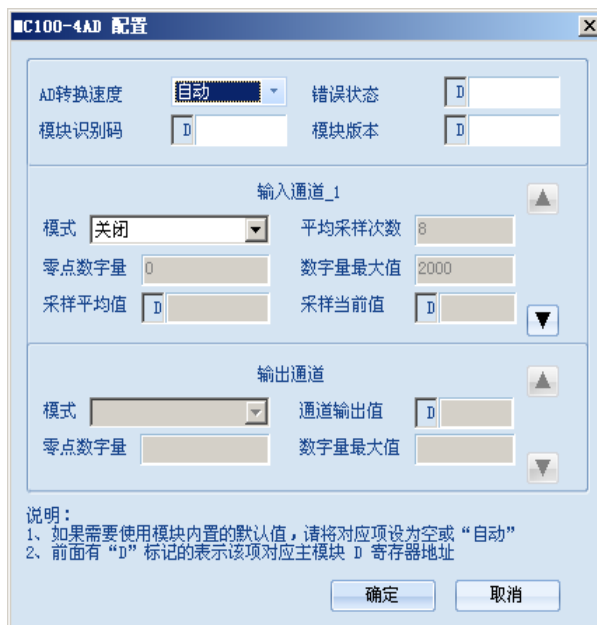 MC100-4AD 配置
AD转换速度 自动 错误状态 D
模块识别码 D 模块版本 D
输入通道_1
模式 关闭 平均采样次数 8
零点数字量 0 数字量最大值 2000
采样平均值 D 采样当前值 D
输出通道
模式 通道输出值 D
零点数字量 数字量最大值
说明：
1、如果需要使用模块内置的默认值，请将对应项设为空或“自动”
2、前面有“D”标记的表示该项对应主模块 D 寄存器地址
确定 取消